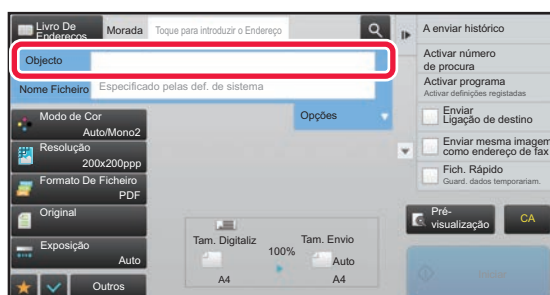 Livro De
Endereços
Morada
Toque para introduzir o Endereço
Objecto
Nome Ficheiro
Especificado pelas def. de sistema
Modo de Cor
Auto/Mono2
Resolução
200x200ppp
Formato De Ficheiro
PDF
Original
Exposição
Auto
Outros
Opções
Tam. Digitaliz
100%
Tam. Envio
Auto
A4
A4
A enviar histórico
Activar número
de procura
Activar programa
Activar definições registadas
Enviar
Ligação de destino
Enviar mesma imagem
como endereço de fax
Fich. Rápido
Guard. dados temporariam.
Pré-
visualização
CA